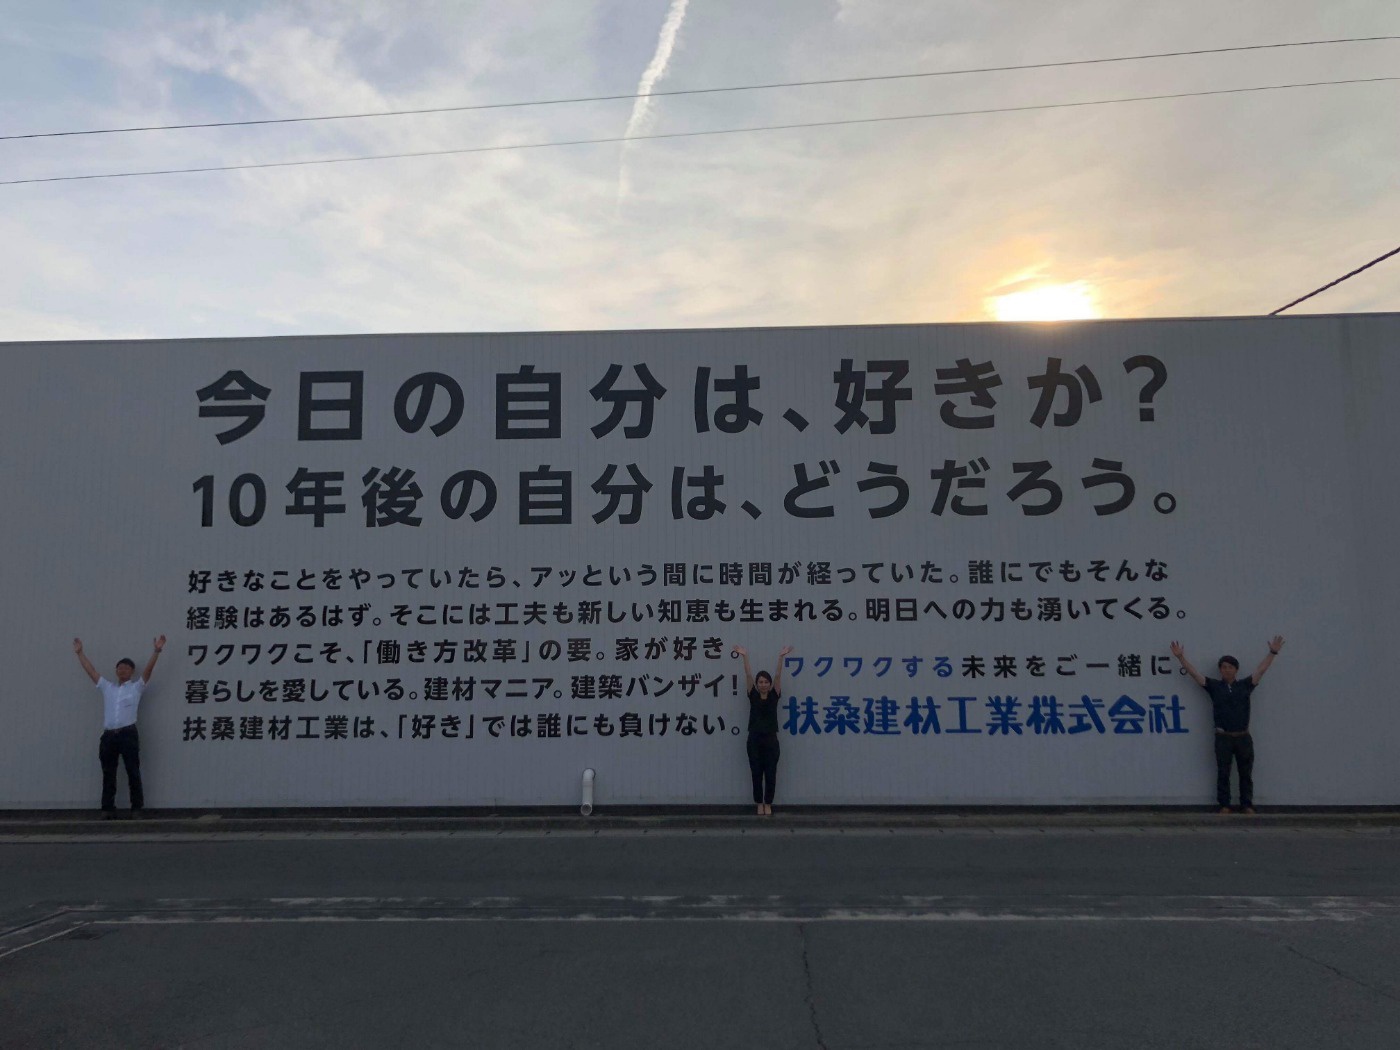 今日の自分は、好きか？
10年後の自分は、どうだろう。
好きなことをやっていたら、アッという間に時間が経っていた。誰にでもそんな
経験はあるはず。そこには工夫も新しい知恵も生まれる。明日への力も湧いてくる。
ワクワクこそ、「働き方改革」の要。家が好き。
暮らしを愛している。建材マニア。建築バンザイ！
扶桑建材工業は、「好き」では誰にも負けない。
ワクワクする未来をご一緒に。
扶桑建材工業株式会社